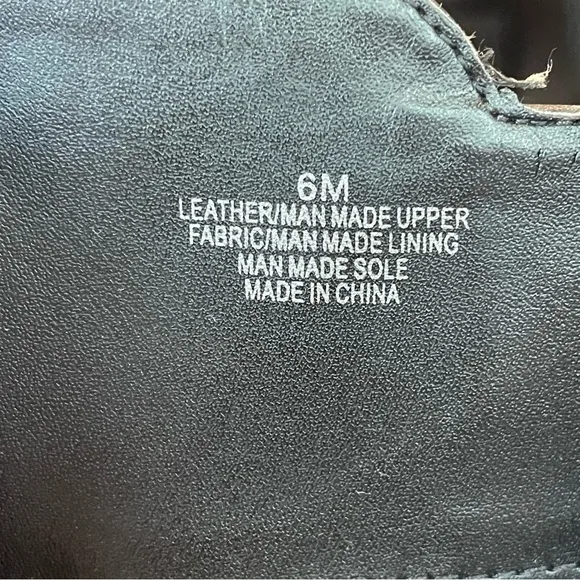 6M
LEATHER/MAN MADE UPPER
FABRIC/MAN MADE LINING
MAN MADE SOLE
MADE IN CHINA